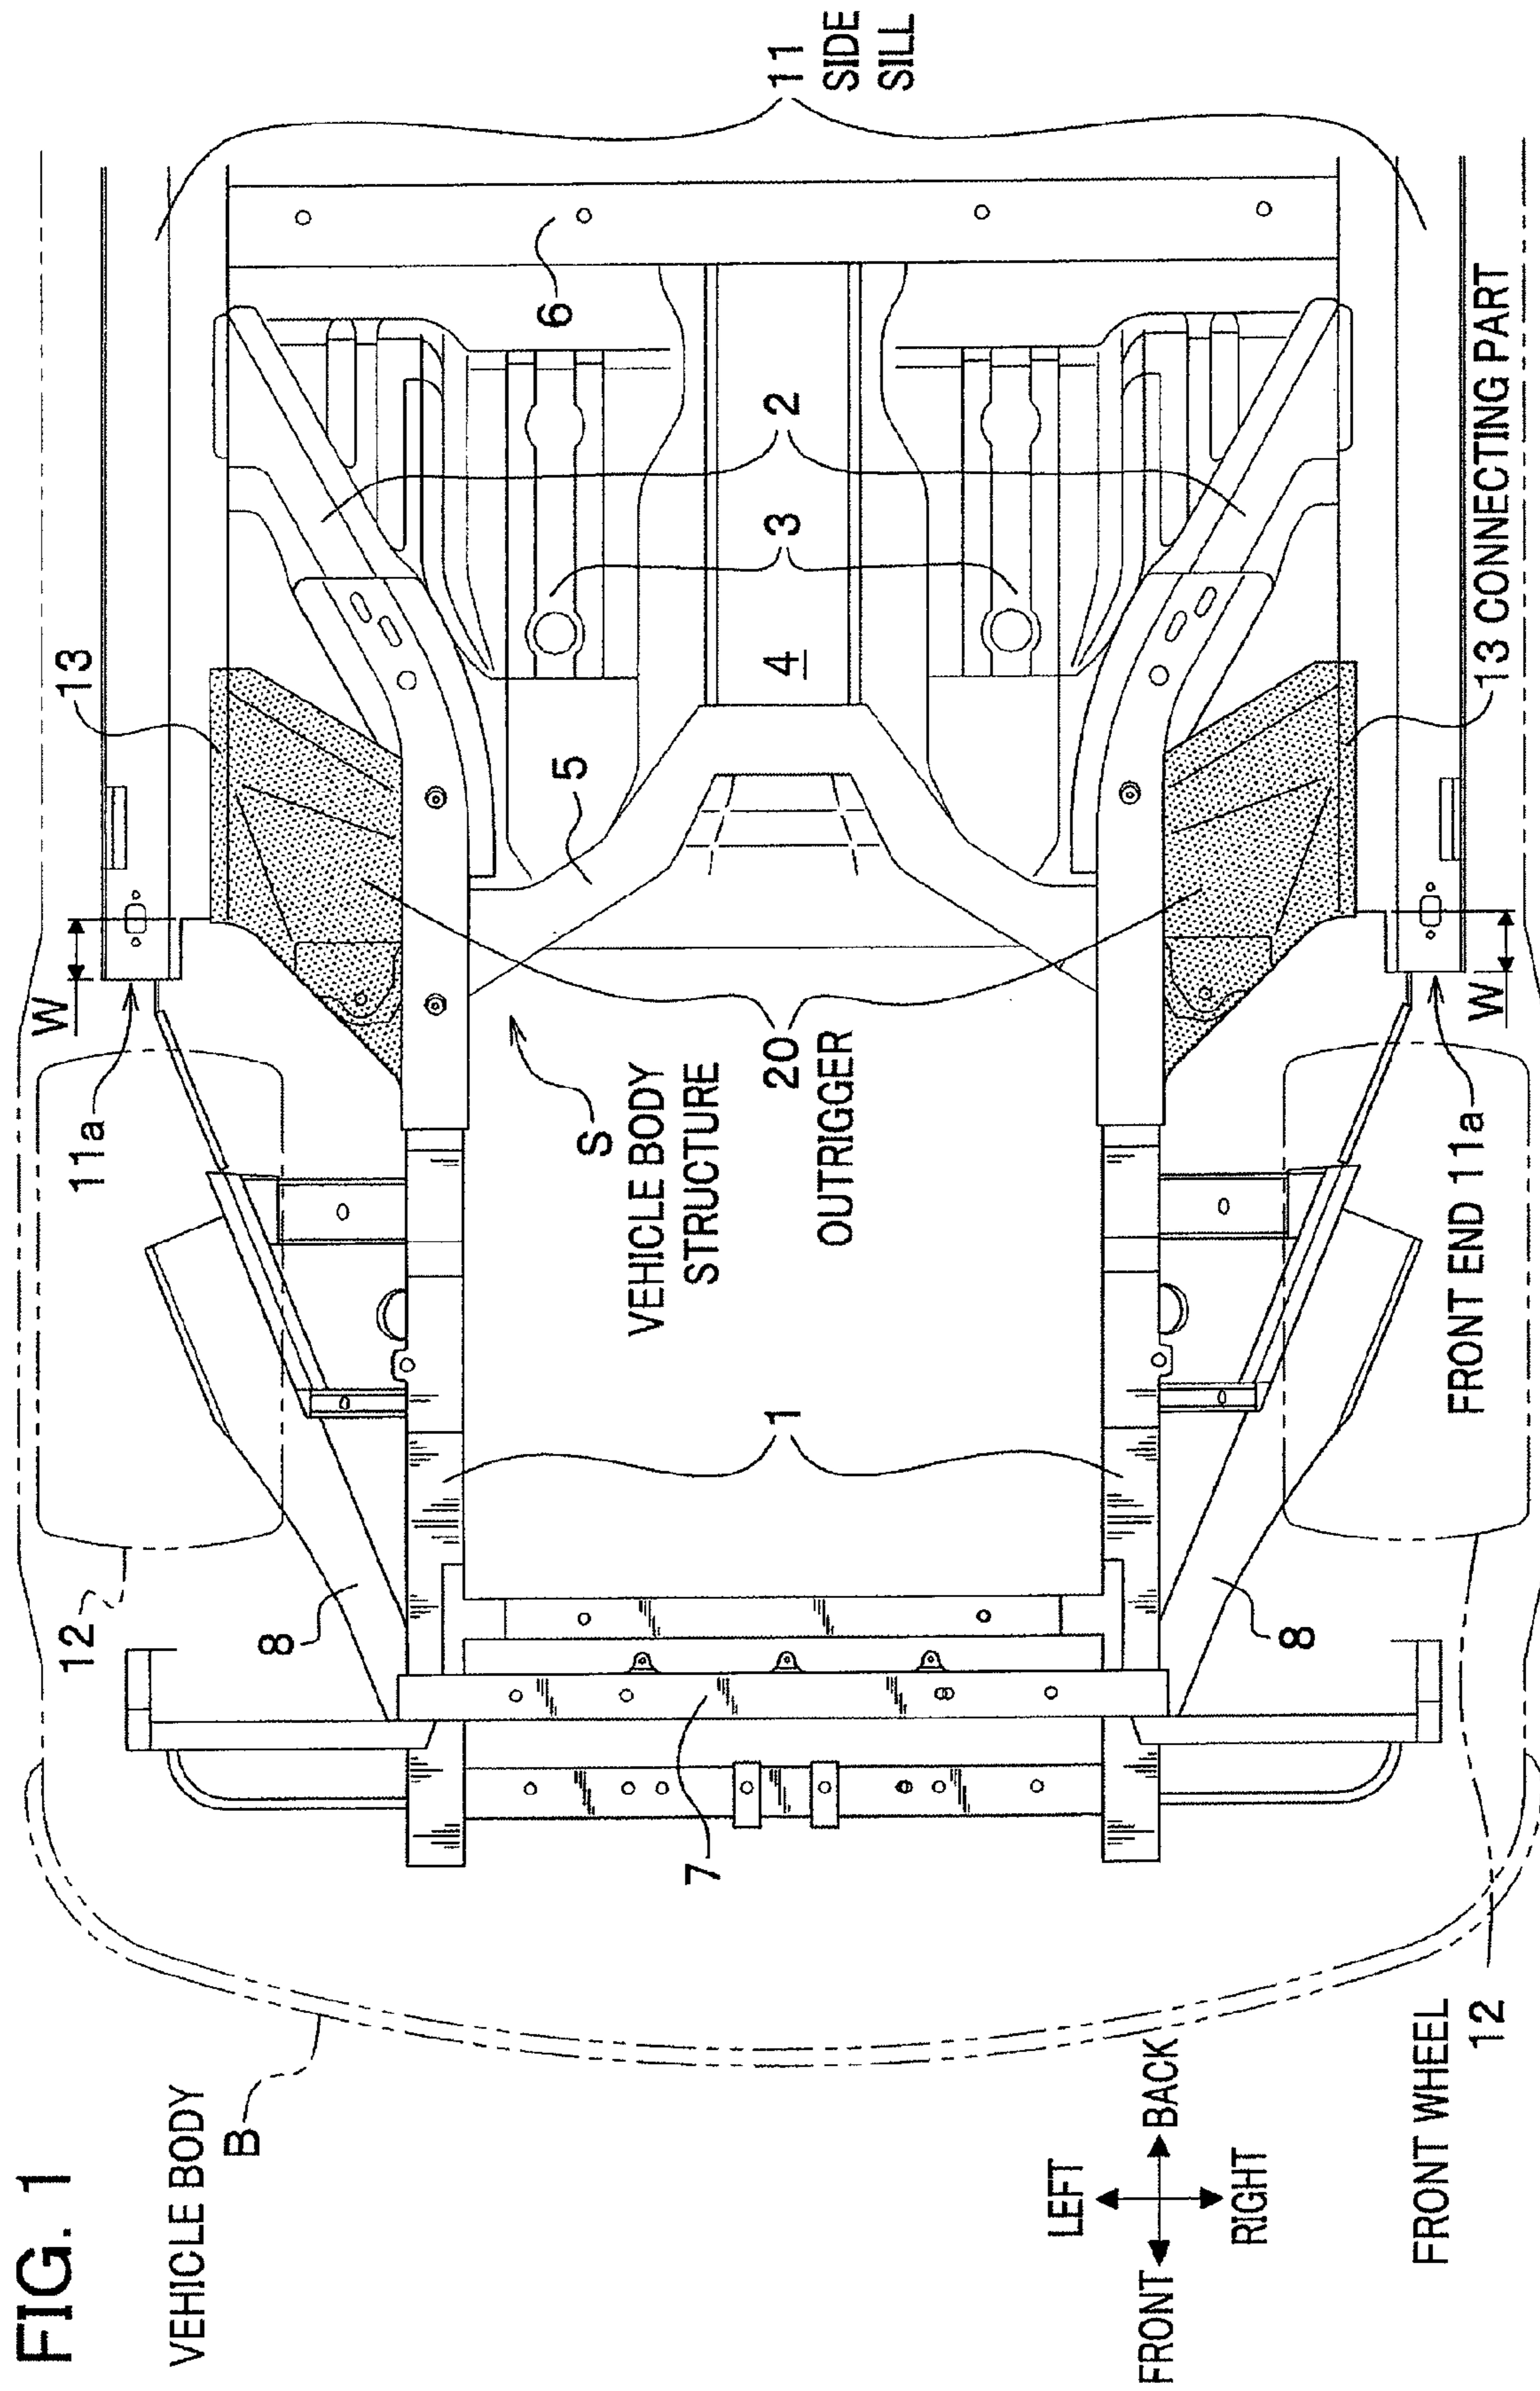 FIG. 1
VEHICLE BODY
B
12
8
11a
W
13
11
SIDE
SILL
6
2
3
4
5
S
VEHICLE BODY
STRUCTURE
20
OUTRIGGER
1
7
8
W
FRONT END 11a
13 CONNECTING PART
LEFT
FRONT
BACK
RIGHT
FRONT WHEEL
12